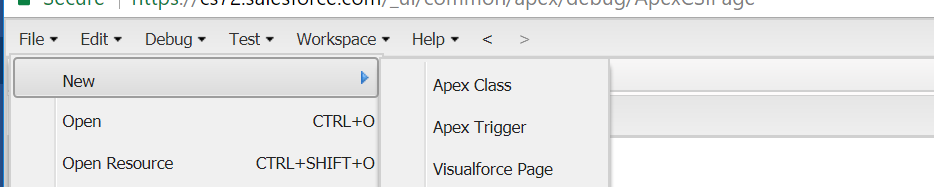 Secure https://cs72.salesforce.com/_ui/common/apex/debug/ApexCSIPage
File Edit Debug Test Workspace Help < >
New
Apex Class
Open CTRL+O
Apex Trigger
Open Resource CTRL+SHIFT+O
Visualforce Page